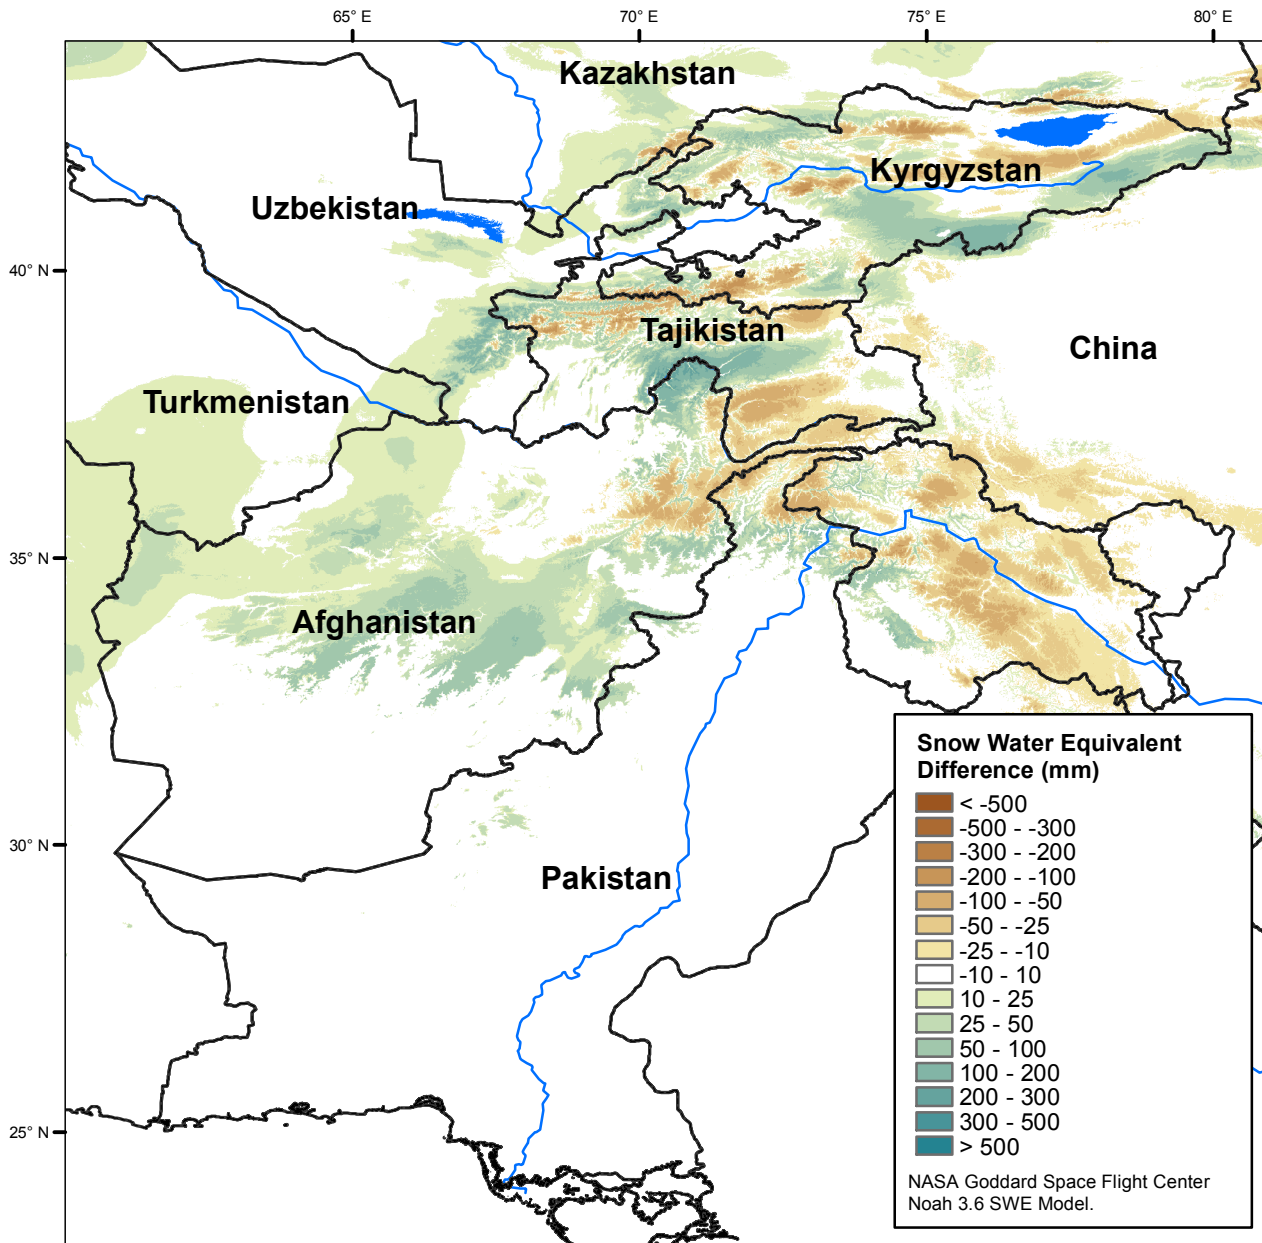 65° E
70° E
75° E
80° E
Kazakhstan
Kyrgyzstan
Uzbekistan
40° N
Tajikistan
China
Turkmenistan
35° N
Afghanistan
30° N
Pakistan
25° N
Snow Water Equivalent
Difference (mm)
< -500
-500 - -300
-300 - -200
-200 - -100
-100 - -50
-50 - -25
-25 - -10
-10 - 10
10 - 25
25 - 50
50 - 100
100 - 200
200 - 300
300 - 500
> 500
NASA Goddard Space Flight Center
Noah 3.6 SWE Model.